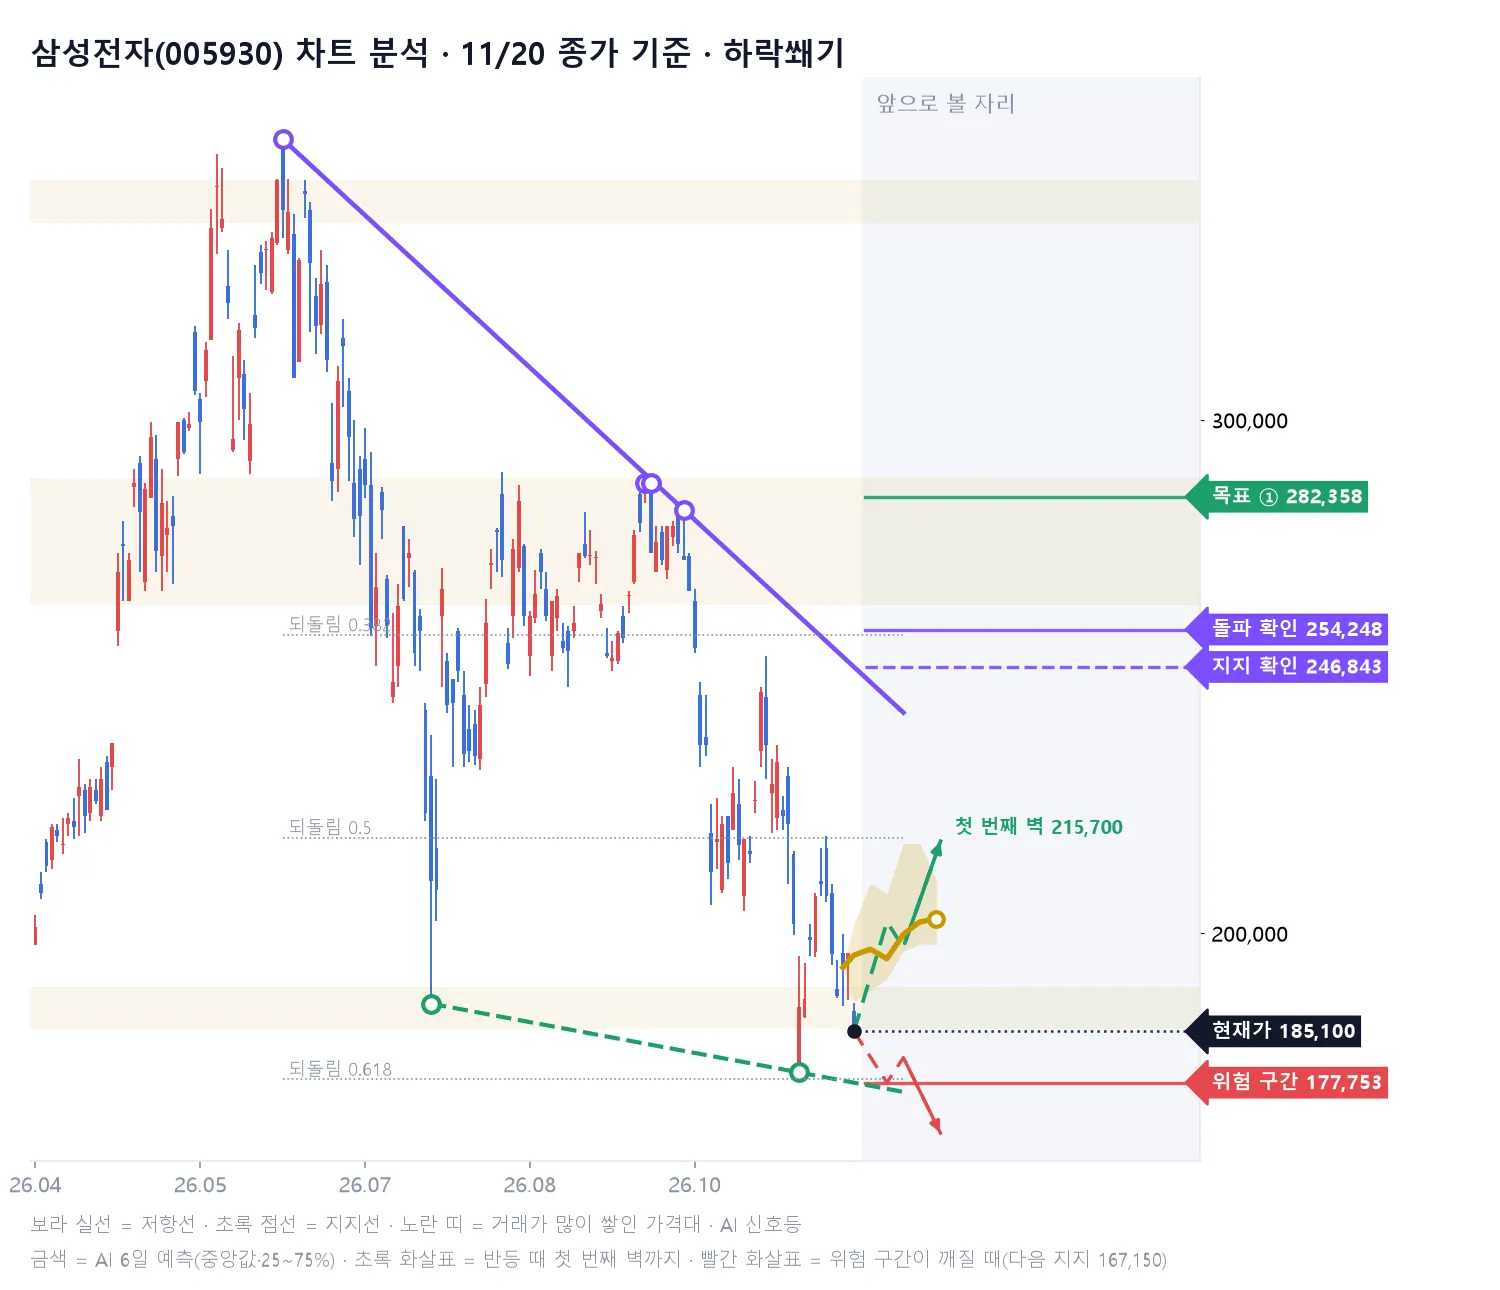 삼성전자(005930) 차트 분석 · 11/20 종가 기준 · 하락쐐기
앞으로 볼 자리
300,000
목표 ① 282,358
되돌림 0.382
돌파 확인 254,248
지지 확인 246,843
되돌림 0.5
첫 번째 벽 215,700
200,000
현재가 185,100
되돌림 0.618
위험 구간 177,753
26.04
26.05
26.07
26.08
26.10
보라 실선 = 저항선 · 초록 점선 = 지지선 · 노란 띠 = 거래가 많이 쌓인 가격대 · AI 신호등
금색 = AI 6일 예측(중앙값·25~75%) · 초록 화살표 = 반등 때 첫 번째 벽까지 · 빨간 화살표 = 위험 구간이 깨질 때(다음 지지 167,150)